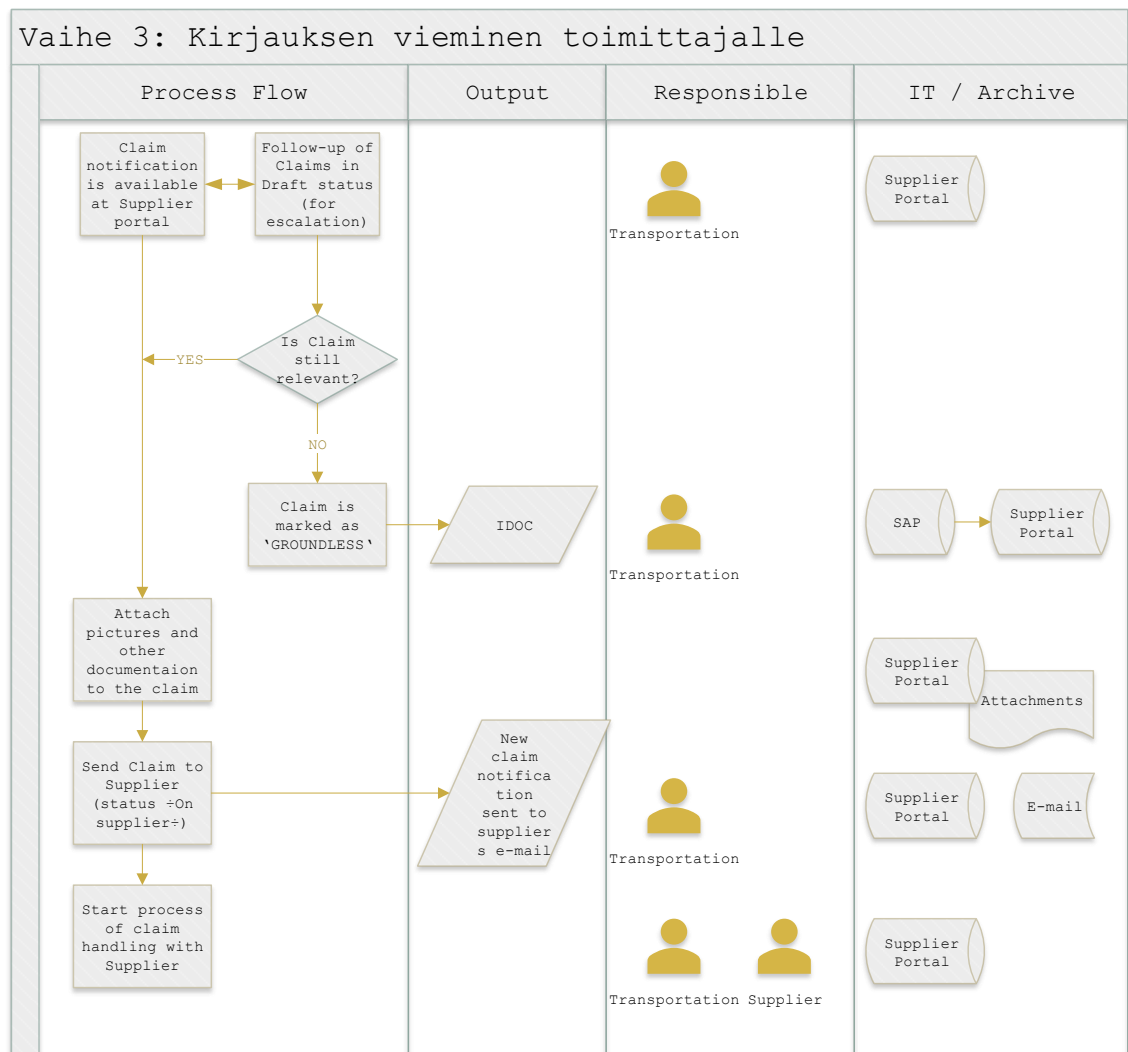 Vaihe 3: Kirjauksen vieminen toimittajalle
Process Flow
Output
Responsible
IT / Archive
Claim
notification
is available
at Supplier
portal
Follow-up of
Claims in
Draft status
(for
escalation)
Transportation
Supplier
Portal
Is Claim
still
relevant?
YES
NO
Claim is
marked as
‘GROUNDLESS‘
IDOC
Transportation
SAP
Supplier
Portal
Attach
pictures and
other
documentaion
to the claim
Supplier
Portal
Attachments
Send Claim to
Supplier
(status ÷On
supplier÷)
New
claim
notifica
tion
sent to
supplier
s e-mail
Transportation
Supplier
Portal
E-mail
Start process
of claim
handling with
Supplier
Transportation
Supplier
Supplier
Portal